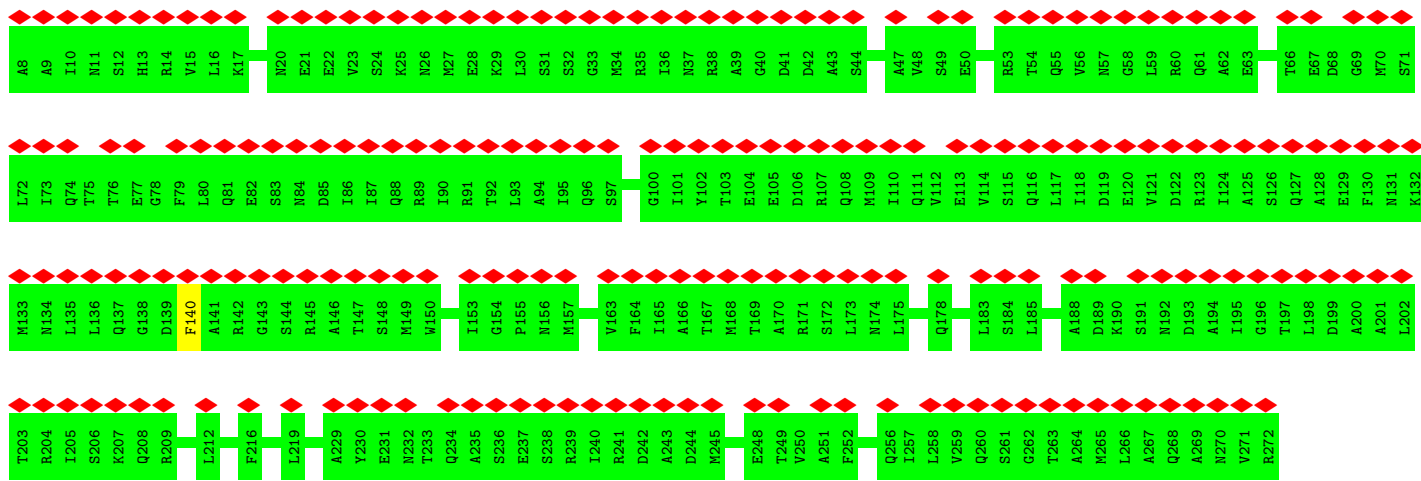 A8 A9 I10 N11 S12 H13 R14 V15 L16 K17 N20 E21 E22 V23 S24 K25 N26 M27 E28 K29 L30 S31 S32 G33 M34 R35 I36 N37 R38 A39 G40 D41 D42 A43 S44 A47 V48 S49 E50 R53 T54 Q55 V56 N57 G58 L59 R60 Q61 A62 E63 T66 E67 D68 G69 M70 S71
L72 I73 Q74 T75 T76 E77 G78 F79 L80 Q81 E82 S83 N84 D85 I86 I87 Q88 R89 I90 R91 T92 L93 A94 I95 Q96 S97 G100 I101 Y102 T103 E104 E105 D106 R107 Q108 M109 I110 Q111 V112 E113 V114 S115 Q116 L117 I118 D119 E120 V121 D122 R123 I124 A125 S126 Q127 A128 E129 F130 N131 K132
M133 N134 L135 L136 Q137 G138 D139 F140 A141 R142 G143 S144 R145 A146 T147 S148 M149 W150 I153 G154 P155 N156 M157 V163 F164 I165 A166 T167 M168 T169 A170 R171 S172 L173 N174 L175 Q178 L183 S184 L185 A188 D189 K190 S191 N192 D193 A194 I195 G196 T197 L198 D199 A200 A201 L202
T203 R204 I205 S206 K207 Q208 R209 L212 F216 L219 A229 Y230 E231 N232 T233 Q234 A235 S236 E237 S238 R239 I240 R241 D242 A243 D244 M245 E248 T249 V250 A251 F252 Q256 I257 L258 V259 Q260 S261 G262 T263 A264 M265 L266 A267 Q268 A269 N270 V271 R272